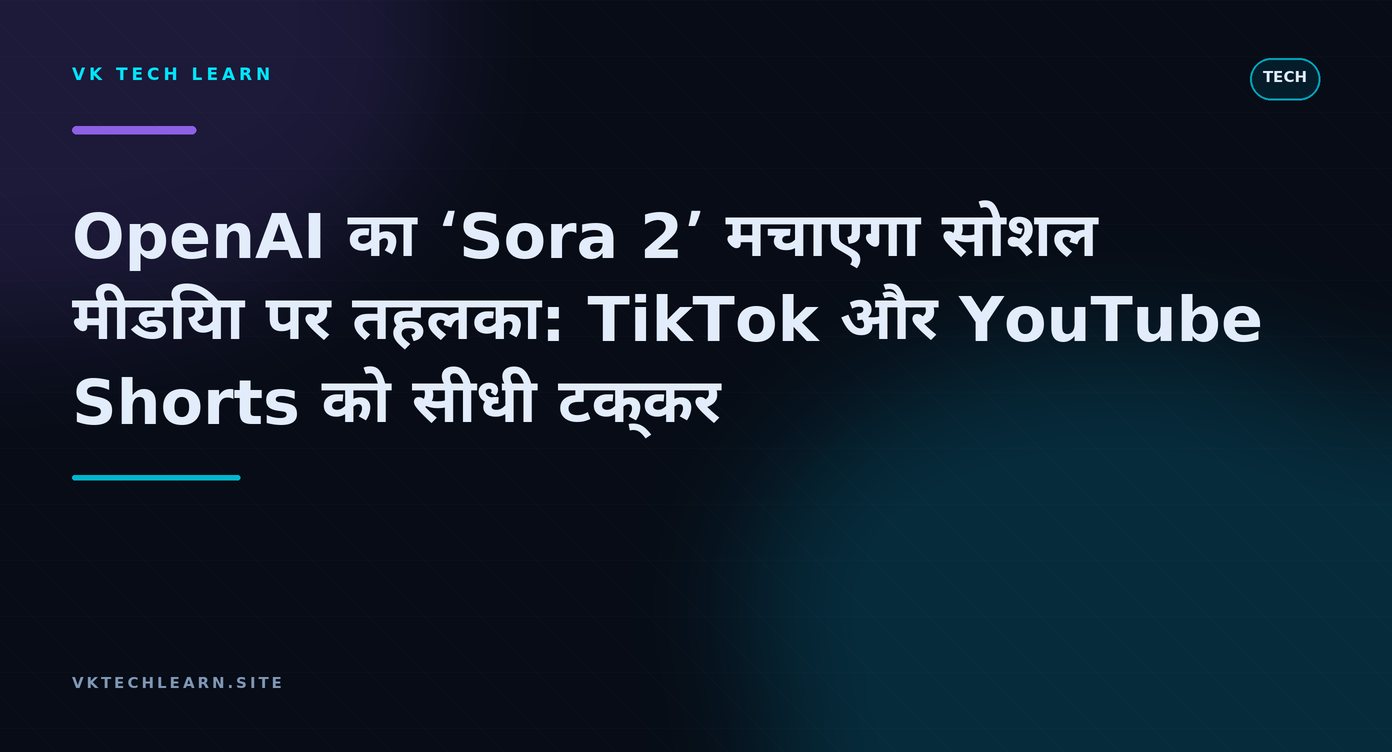 VK TECH LEARN
TECH
OpenAI का ‘Sora 2’ मचाएगा सोशल
मीडिया पर तहलका: TikTok और YouTube
Shorts को सीधी टक्कर
VKTECHLEARN.SITE